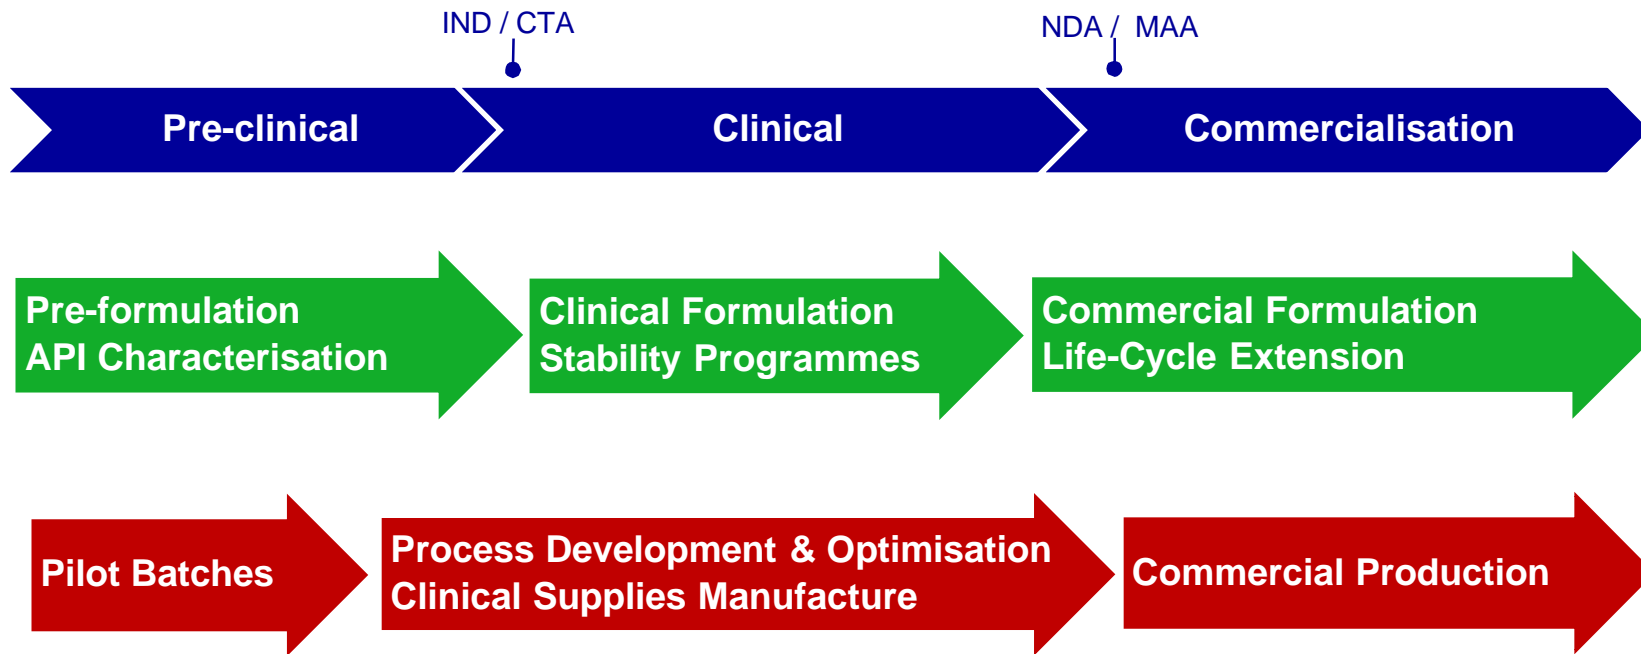 IND / CTA
NDA / MAA
Pre-clinical
Clinical
Commercialisation
Pre-formulation
API Characterisation
Clinical Formulation
Stability Programmes
Commercial Formulation
Life-Cycle Extension
Pilot Batches
Process Development & Optimisation
Clinical Supplies Manufacture
Commercial Production